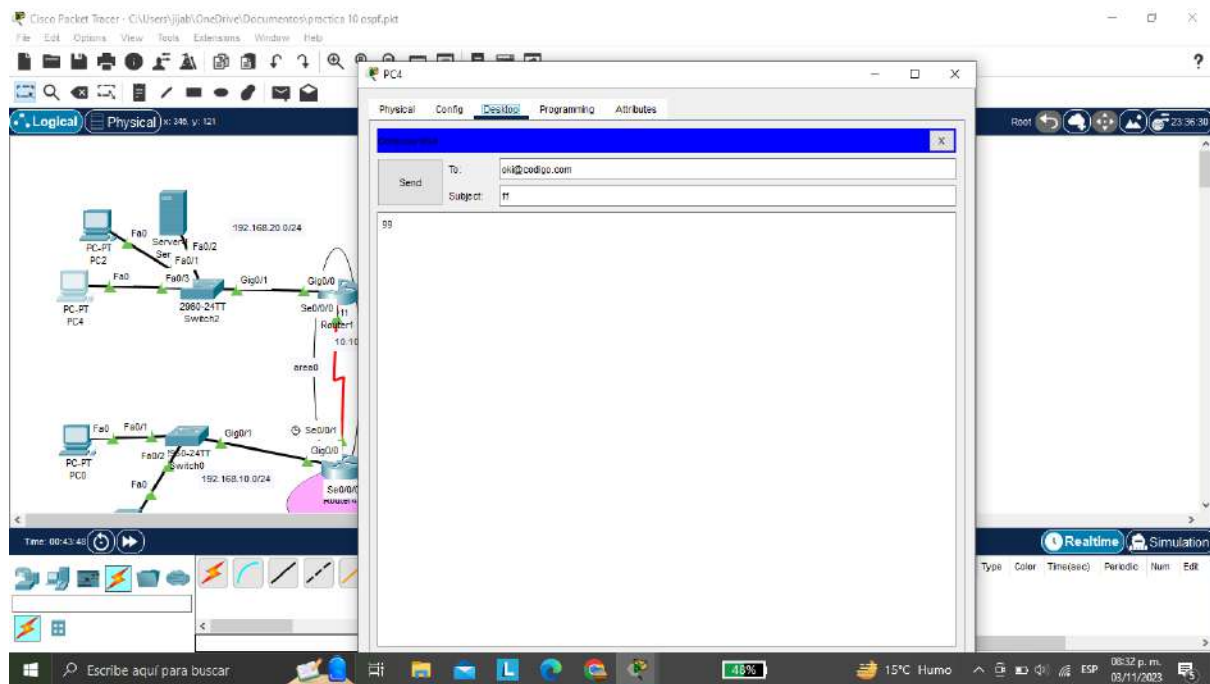 Cisco Packet Tracer - C:\Users\jijab\OneDrive\Documentos\practica 10 ospf.pkt
File Edit Options View Tools Extensions Window Help
?
PC4
Physical Config Desktop Programming Attributes
Logical Physical x: 346, y: 121
Root 23:36:30
X
Send
To: oki@codigo.com
Subject: ff
gg
192.168.20.0/24
Fa0
Fa0/2
PC-PT
PC2
Ser
Fa0/1
Fa0
Fa0/3
Gig0/1
Gig0/0
PC-PT
PC4
2960-24TT
Switch2
Se0/0/0
Router1
area0
Fa0
Fa0/1
Gig0/1
Se0/0/1
Gig0/0
PC-PT
PC0
Fa0/2
Switch0
192.168.10.0/24
Fa0
Time: 00:43:48
Realtime Simulation
Type Color Time(sec) Periodic Num Edit
Escribe aquí para buscar
48%
15°C Humo
ESP
08:32 p. m.
03/11/2023